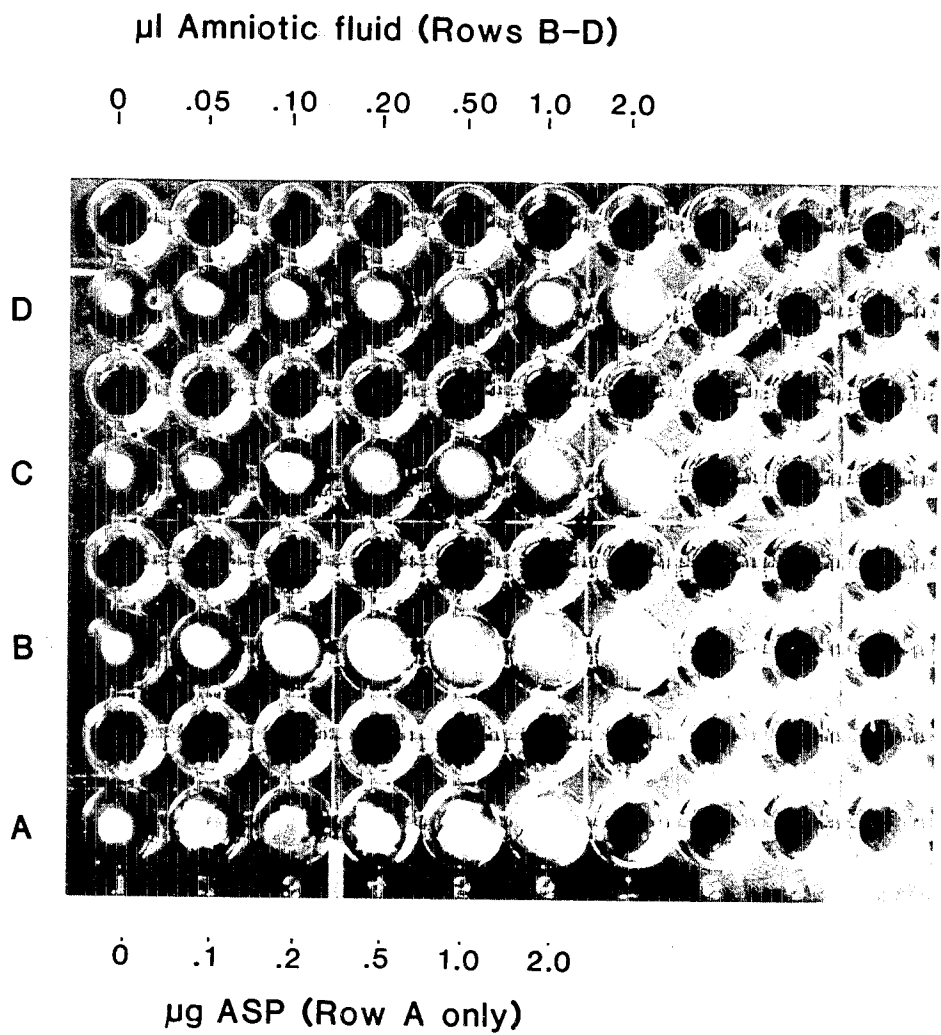 µl Amniotic fluid (Rows B-D)
0 .05 .10 .20 .50 1.0 2.0
D
C
B
A
0 .1 .2 .5 1.0 2.0
µg ASP (Row A only)